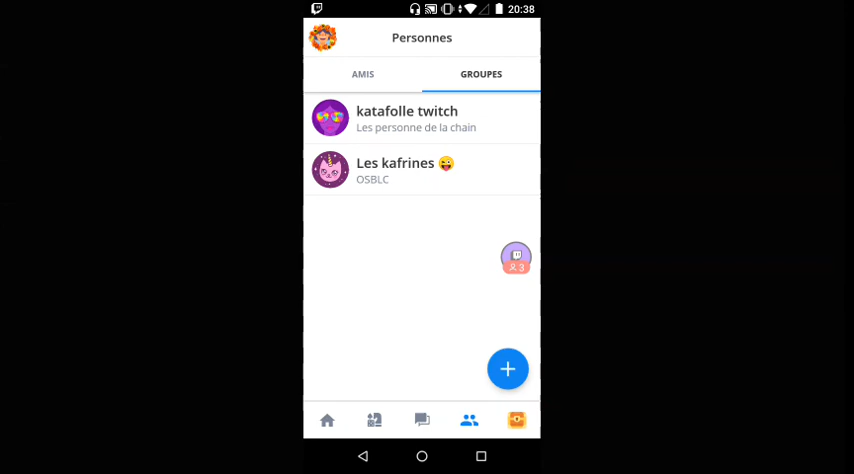 20:38
Personnes
AMIS
GROUPES
katafolle twitch
Les personne de la chain
Les kafrines 😜
OSBLC
3